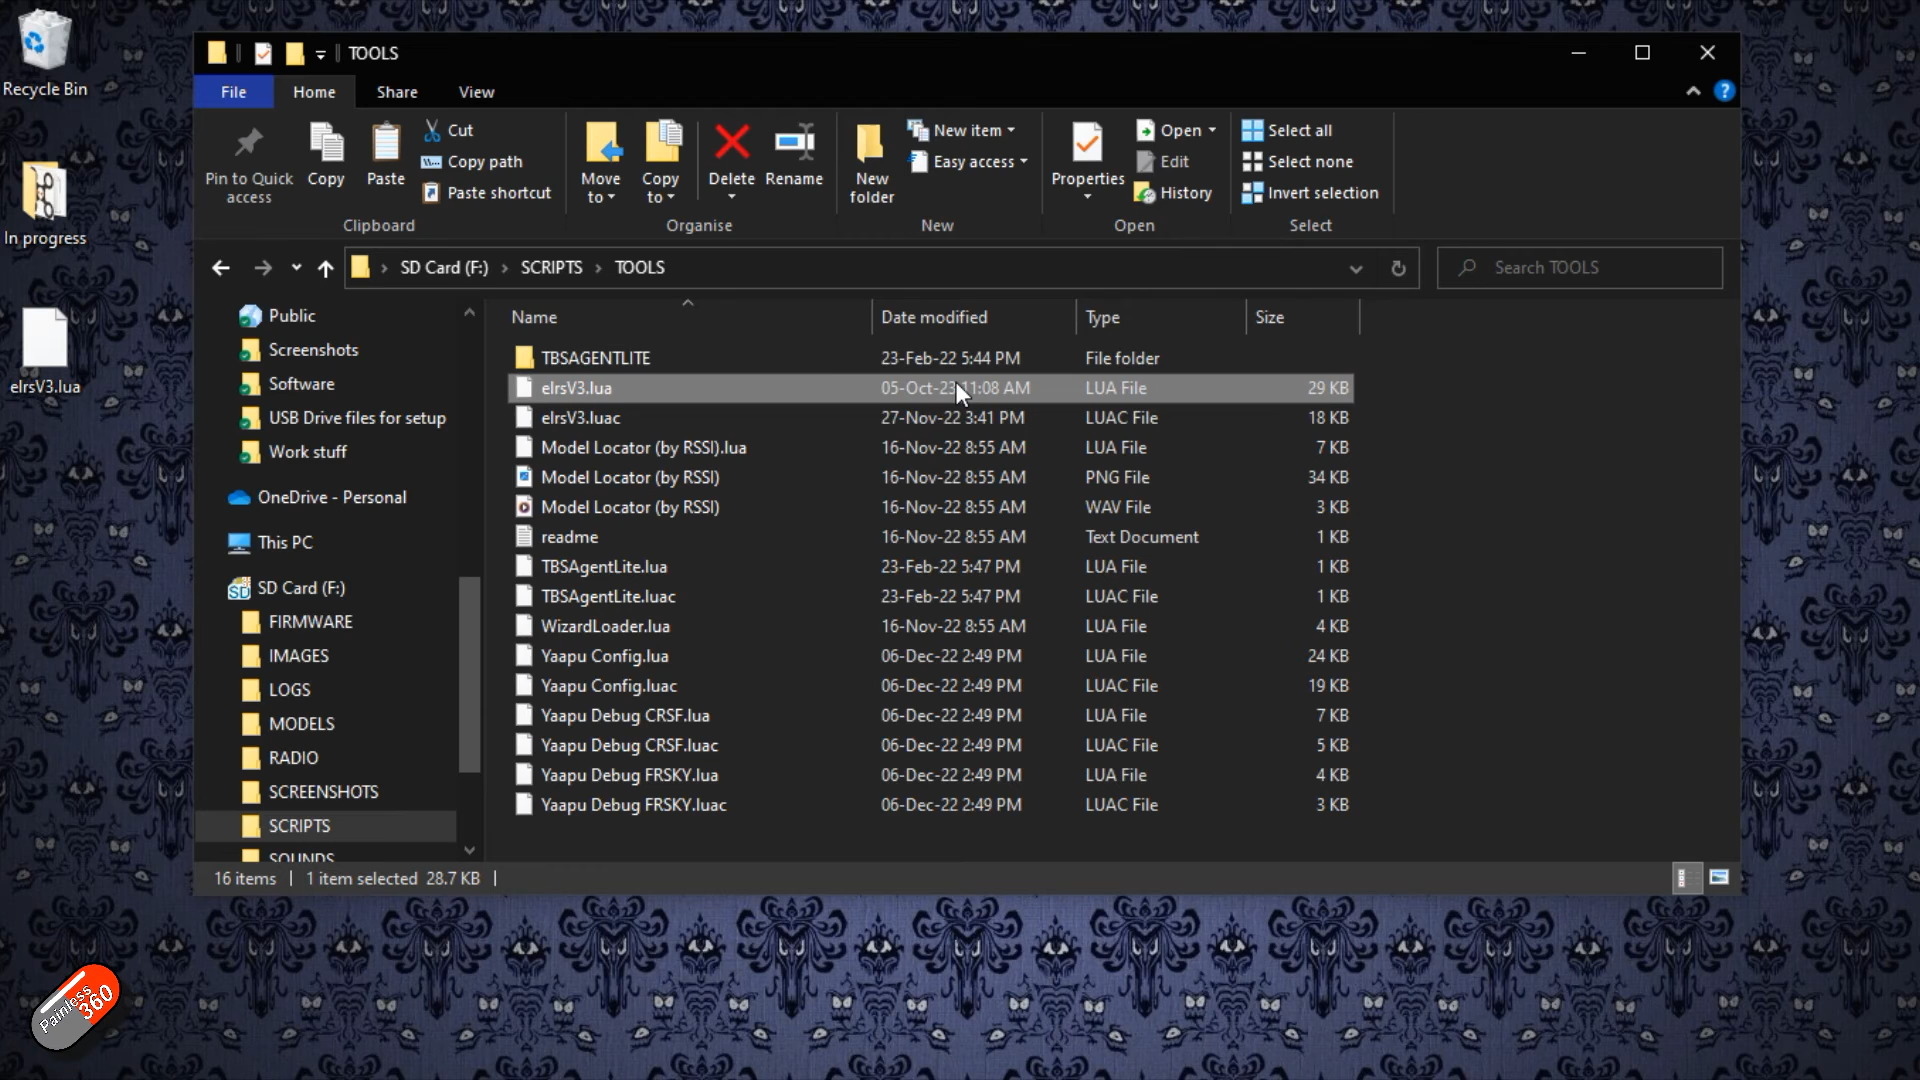 Recycle Bin
In progress
elrsV3.lua
TOOLS
File Home Share View
Pin to Quick access
Copy
Paste
Cut
Copy path
Paste shortcut
Clipboard
Move to
Copy to
Delete
Rename
Organise
New folder
New item
Easy access
New
Properties
Open
Edit
History
Open
Select all
Select none
Invert selection
Select
SD Card (F:) SCRIPTS TOOLS
Search TOOLS
Public
Screenshots
Software
USB Drive files for setup
Work stuff
OneDrive - Personal
This PC
SD Card (F:)
FIRMWARE
IMAGES
LOGS
MODELS
RADIO
SCREENSHOTS
SCRIPTS
SOUNDS
Name Date modified Type Size
TBSAGENTLITE 23-Feb-22 5:44 PM File folder
elrsV3.lua 05-Oct-23 11:08 AM LUA File 29 KB
elrsV3.luac 27-Nov-22 3:41 PM LUAC File 18 KB
Model Locator (by RSSI).lua 16-Nov-22 8:55 AM LUA File 7 KB
Model Locator (by RSSI) 16-Nov-22 8:55 AM PNG File 34 KB
Model Locator (by RSSI) 16-Nov-22 8:55 AM WAV File 3 KB
readme 16-Nov-22 8:55 AM Text Document 1 KB
TBSAgentLite.lua 23-Feb-22 5:47 PM LUA File 1 KB
TBSAgentLite.luac 23-Feb-22 5:47 PM LUAC File 1 KB
WizardLoader.lua 16-Nov-22 8:55 AM LUA File 4 KB
Yaapu Config.lua 06-Dec-22 2:49 PM LUA File 24 KB
Yaapu Config.luac 06-Dec-22 2:49 PM LUAC File 19 KB
Yaapu Debug CRSF.lua 06-Dec-22 2:49 PM LUA File 7 KB
Yaapu Debug CRSF.luac 06-Dec-22 2:49 PM LUAC File 5 KB
Yaapu Debug FRSKY.lua 06-Dec-22 2:49 PM LUA File 4 KB
Yaapu Debug FRSKY.luac 06-Dec-22 2:49 PM LUAC File 3 KB
16 items 1 item selected 28.7 KB
Painless360